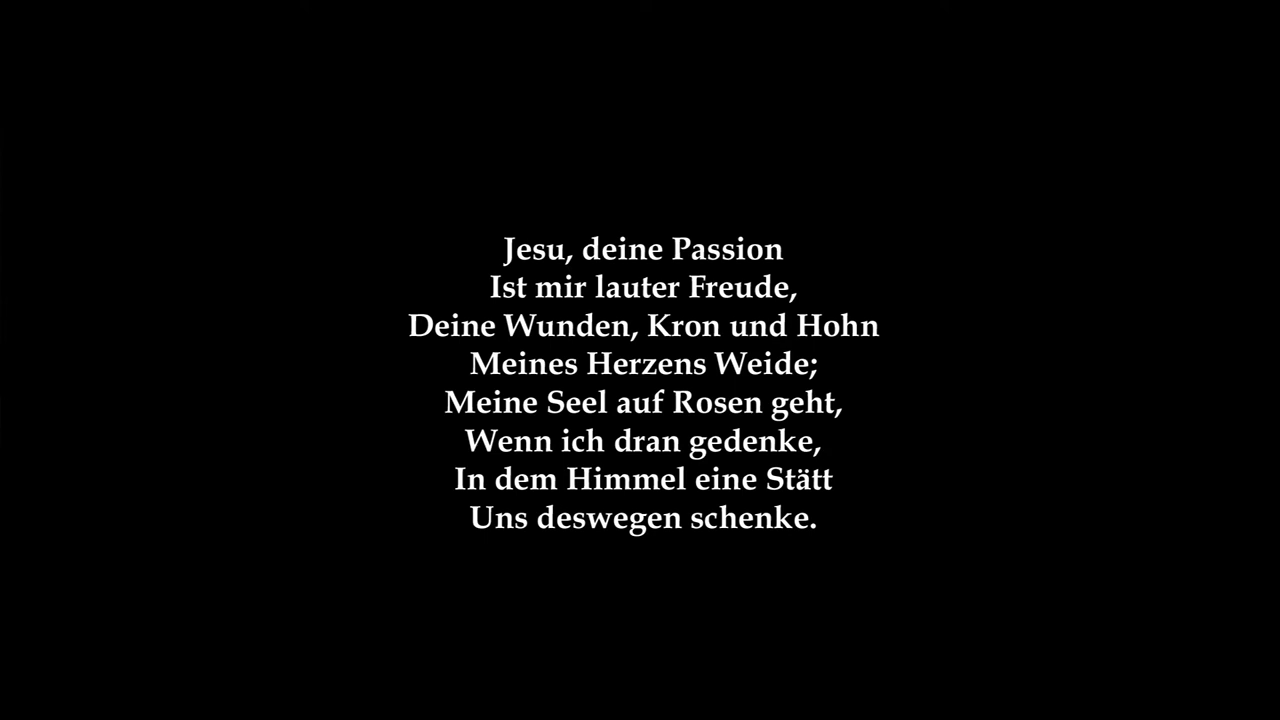 Jesu, deine Passion
Ist mir lauter Freude,
Deine Wunden, Kron und Hohn
Meines Herzens Weide;
Meine Seel auf Rosen geht,
Wenn ich dran gedenke,
In dem Himmel eine Stätt
Uns deswegen schenke.